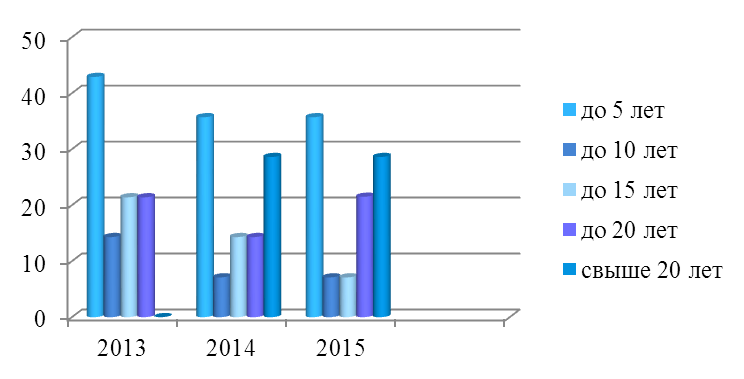 50
40
30
20
10
0
2013 2014 2015
до 5 лет
до 10 лет
до 15 лет
до 20 лет
свыше 20 лет